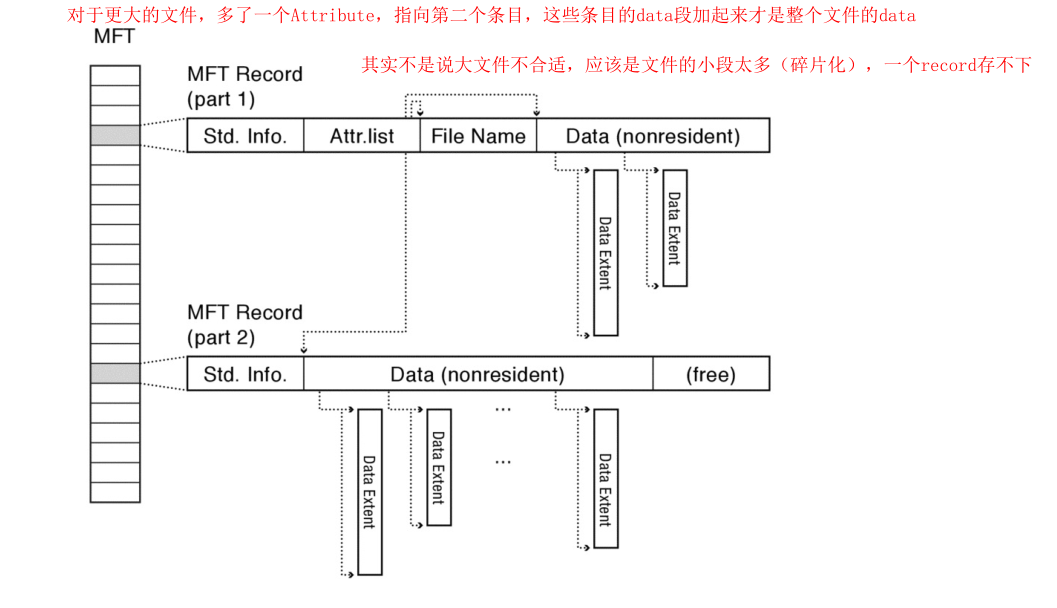 对于更大的文件，多了一个Attribute，指向第二个条目，这些条目的data段加起来才是整个文件的data
MFT
其实不是说大文件不合适，应该是文件的小段太多（碎片化），一个record存不下
MFT Record
(part 1)
Std. Info.
Attr.list
File Name
Data (nonresident)
Data Extent
Data Extent
MFT Record
(part 2)
Std. Info.
Data (nonresident)
(free)
Data Extent
Data Extent
...
...
Data Extent